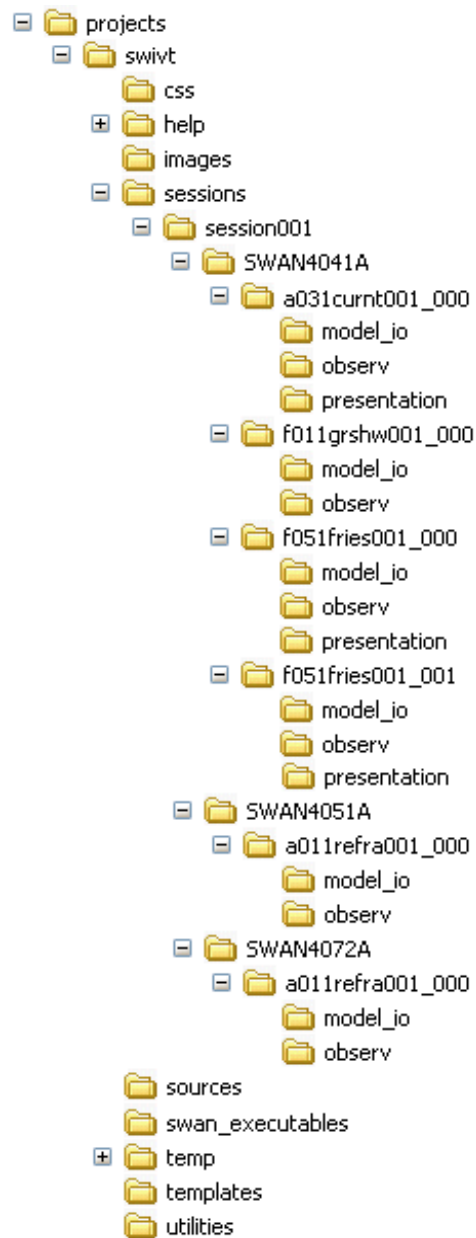 projects
swivt
css
help
images
sessions
session001
SWAN4041A
a031curnt001_000
model_io
observ
presentation
f011grshw001_000
model_io
observ
f051fries001_000
model_io
observ
presentation
f051fries001_001
model_io
observ
presentation
SWAN4051A
a011refra001_000
model_io
observ
SWAN4072A
a011refra001_000
model_io
observ
sources
swan_executables
temp
templates
utilities